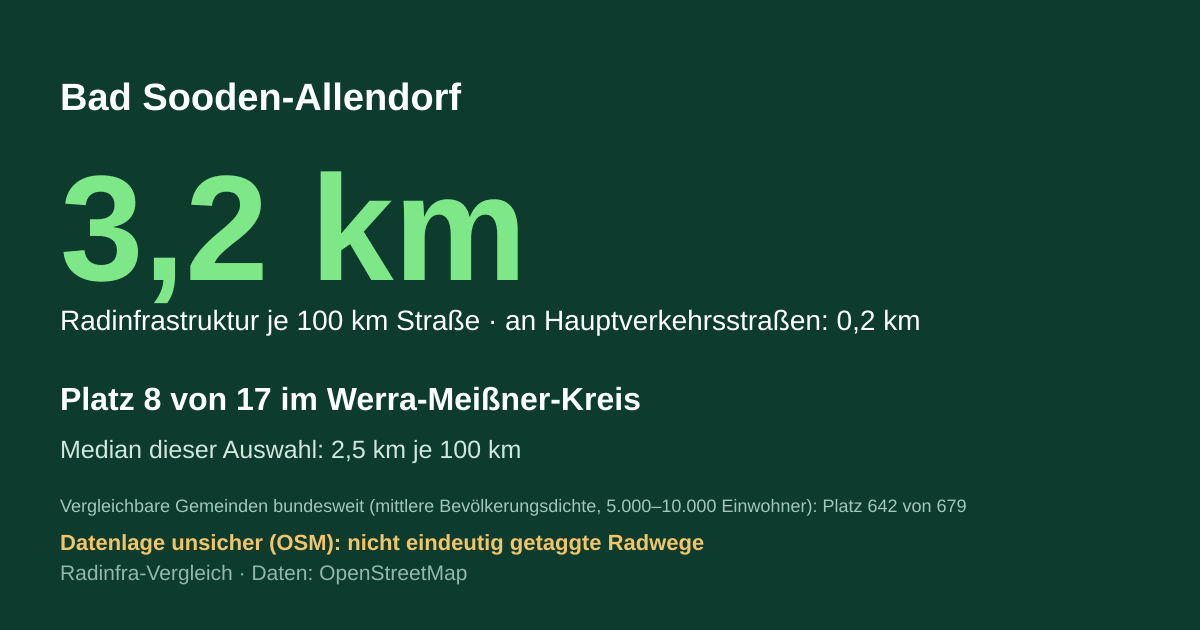 Bad Sooden-Allendorf
3,2 km
Radinfrastruktur je 100 km Straße · an Hauptverkehrsstraßen: 0,2 km
Platz 8 von 17 im Werra-Meißner-Kreis
Median dieser Auswahl: 2,5 km je 100 km
Vergleichbare Gemeinden bundesweit (mittlere Bevölkerungsdichte, 5.000–10.000 Einwohner): Platz 642 von 679
Datenlage unsicher (OSM): nicht eindeutig getaggte Radwege
Radinfra-Vergleich · Daten: OpenStreetMap